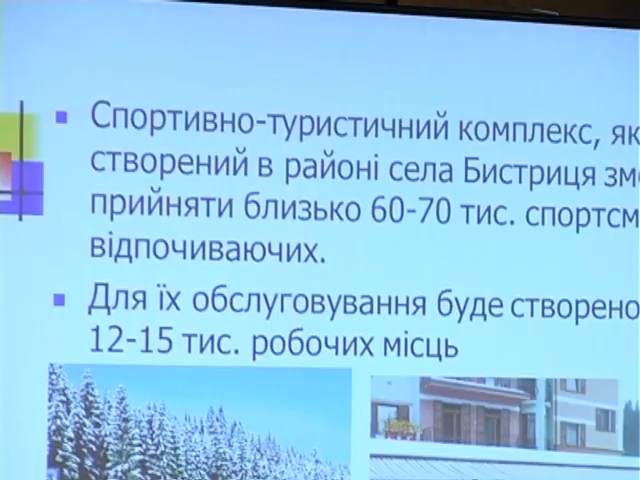 Спортивно-туристичний комплекс, як
створений в районі села Бистриця змо
прийняти близько 60-70 тис. спортсм
відпочиваючих.
Для їх обслуговування буде створено
12-15 тис. робочих місць